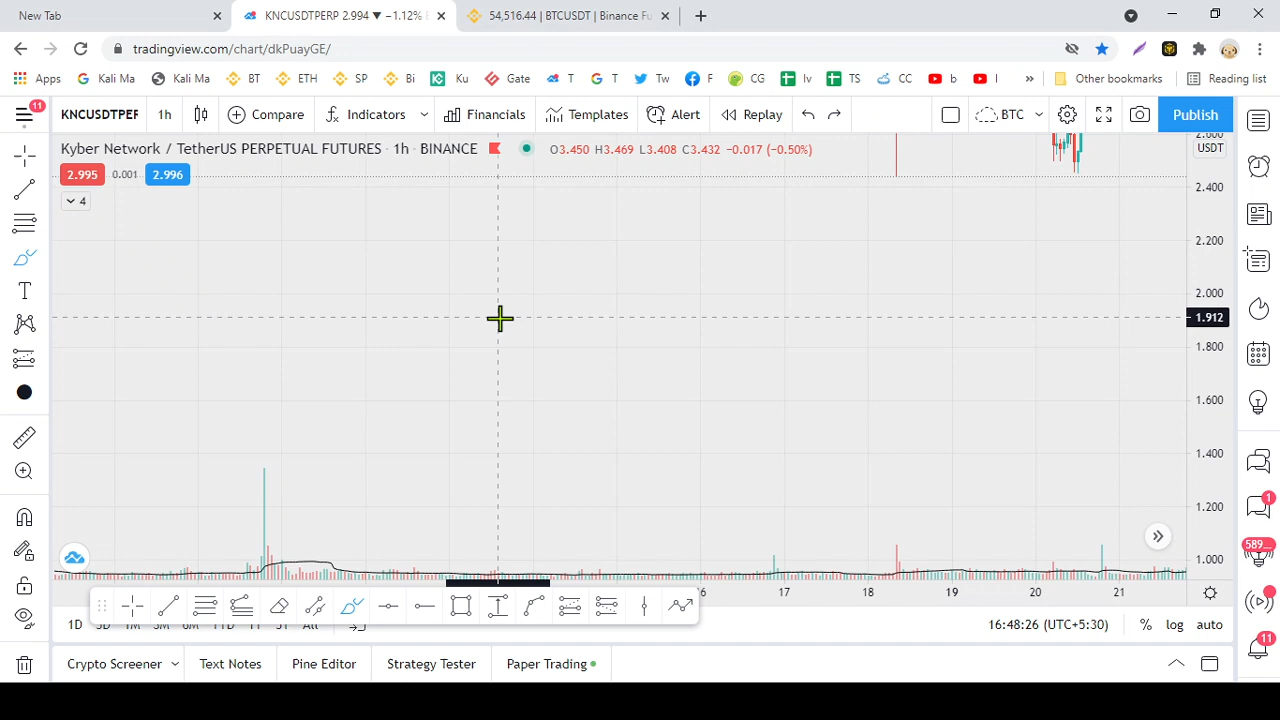 New Tab
KNCUSDTPERP 2.994 ▼ −1.12%
54,516.44 | BTCUSDT | Binance Fu
tradingview.com/chart/dkPuayGE/
Apps Kali Ma Kali Ma BT ETH SP Bi Ku Gate T T Tw F CG Iv TS CC b I » Other bookmarks Reading list
11 KNCUSDTPERP 1h Compare Indicators Financials Templates Alert Replay BTC Publish
Kyber Network / TetherUS PERPETUAL FUTURES · 1h · BINANCE O3.450 H3.469 L3.408 C3.432 −0.017 (−0.50%)
2.600
USDT
2.995 0.001 2.996
4
2.400
2.200
2.000
1.912
1.800
1.600
1.400
1.200
1.000
1
589...
17 18 19 20 21
1D 5D 1M 3M 6M YTD 1Y 5Y All
16:48:26 (UTC+5:30) % log auto
11
Crypto Screener Text Notes Pine Editor Strategy Tester Paper Trading